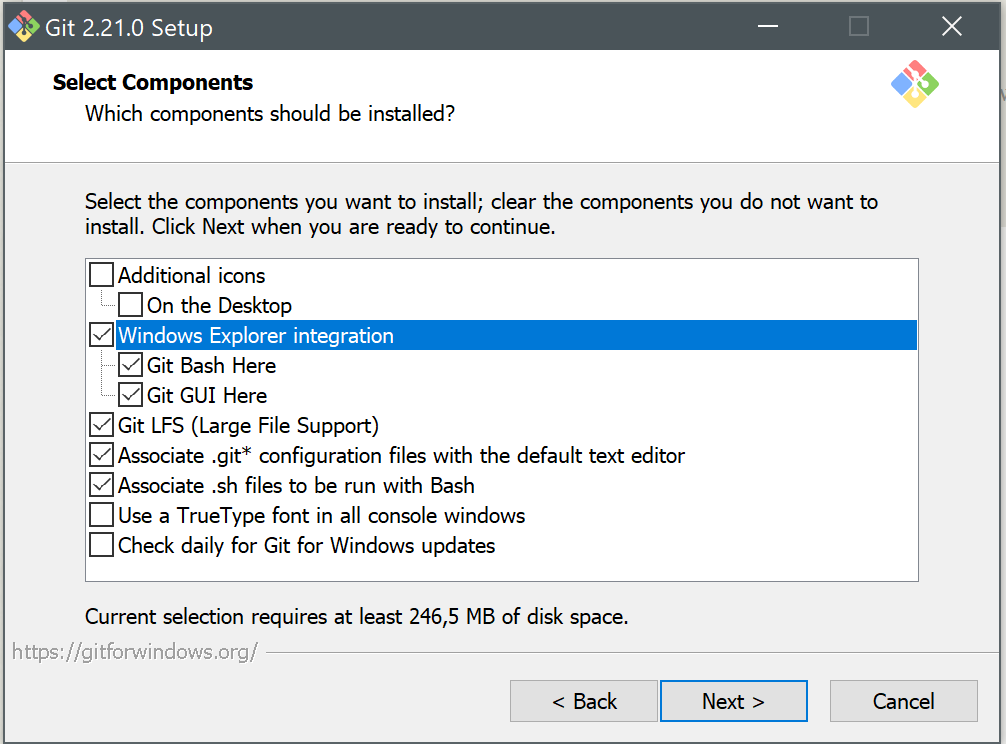 Git 2.21.0 Setup
Select Components
Which components should be installed?
Select the components you want to install; clear the components you do not want to
install. Click Next when you are ready to continue.
Additional icons
On the Desktop
Windows Explorer integration
Git Bash Here
Git GUI Here
Git LFS (Large File Support)
Associate .git* configuration files with the default text editor
Associate .sh files to be run with Bash
Use a TrueType font in all console windows
Check daily for Git for Windows updates
Current selection requires at least 246,5 MB of disk space.
https://gitforwindows.org/
< Back
Next >
Cancel